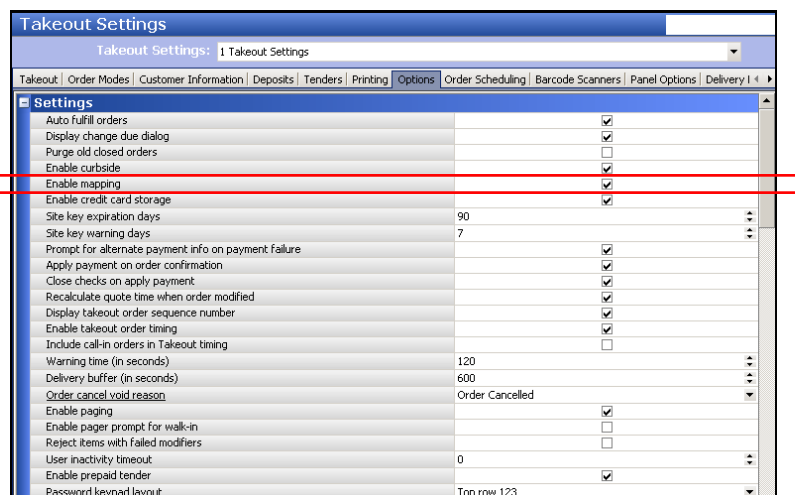 Takeout Settings
Takeout Settings: 1 Takeout Settings
Takeout Order Modes Customer Information Deposits Tenders Printing Options Order Scheduling Barcode Scanners Panel Options Delivery
Settings
Auto fulfill orders
Display change due dialog
Purge old closed orders
Enable curbside
Enable mapping
Enable credit card storage
Site key expiration days 90
Site key warning days 7
Prompt for alternate payment info on payment failure
Apply payment on order confirmation
Close checks on apply payment
Recalculate quote time when order modified
Display takeout order sequence number
Enable takeout order timing
Include call-in orders in Takeout timing
Warning time (in seconds) 120
Delivery buffer (in seconds) 600
Order cancel void reason Order Cancelled
Enable paging
Enable pager prompt for walk-in
Reject items with failed modifiers
User inactivity timeout 0
Enable prepaid tender
Password keypad layout Top row 123